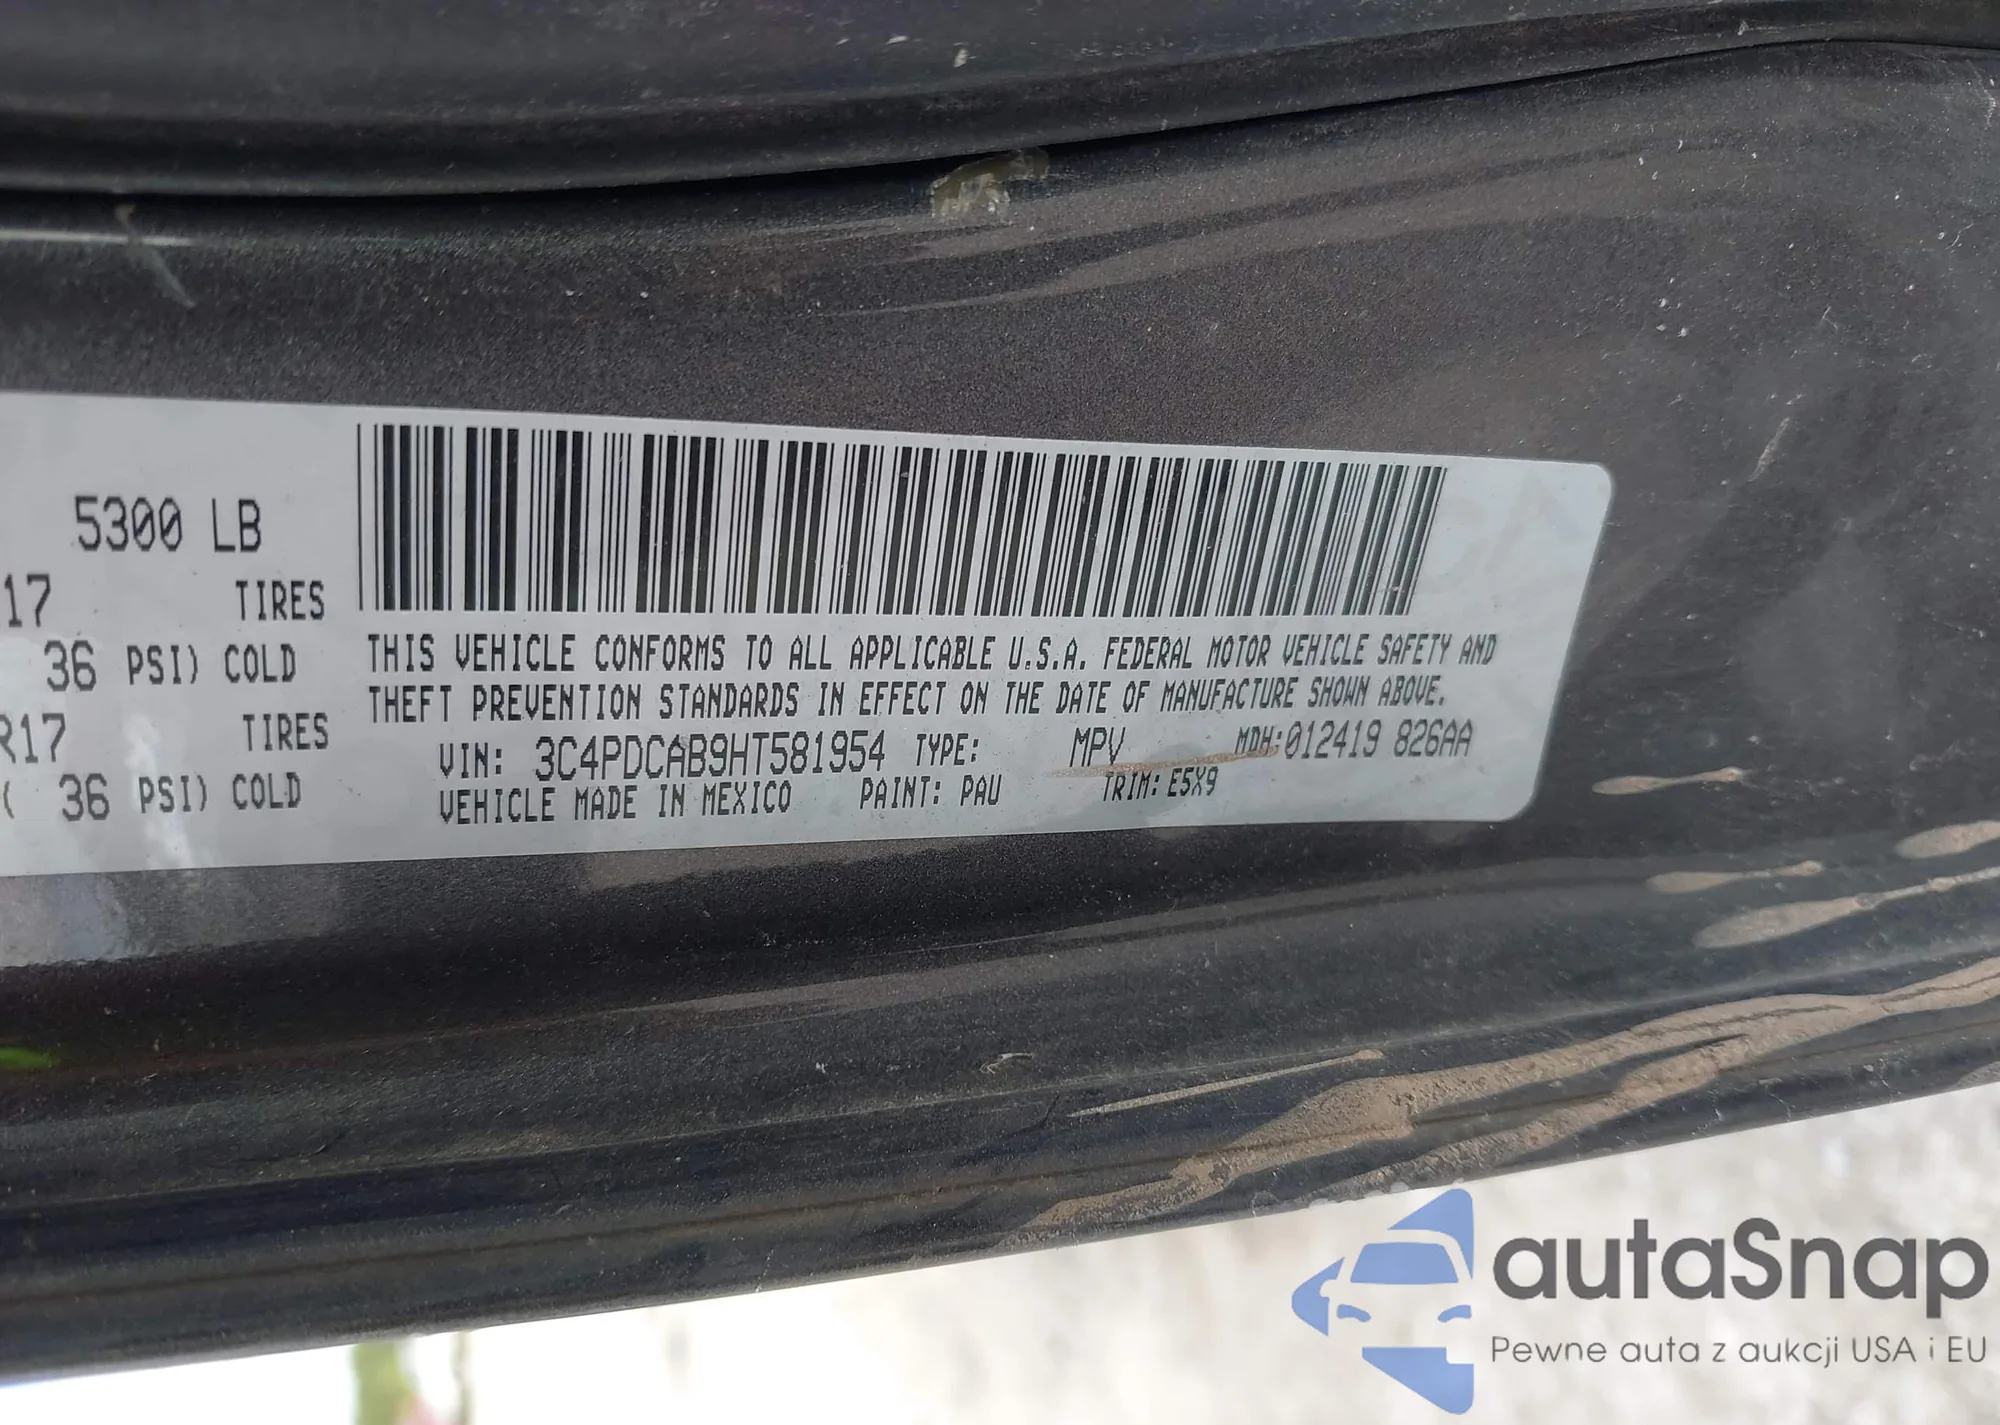 5300 LB
17 TIRES
36 PSI) COLD
R17 TIRES
( 36 PSI) COLD
THIS VEHICLE CONFORMS TO ALL APPLICABLE U.S.A. FEDERAL MOTOR VEHICLE SAFETY AND
THEFT PREVENTION STANDARDS IN EFFECT ON THE DATE OF MANUFACTURE SHOWN ABOVE.
VIN: 3C4PDCAB9HT581954 TYPE: MPV MDH:012419 826AA
VEHICLE MADE IN MEXICO PAINT: PAU TRIM: E5X9
autaSnap
Pewne auta z aukcji USA i EU